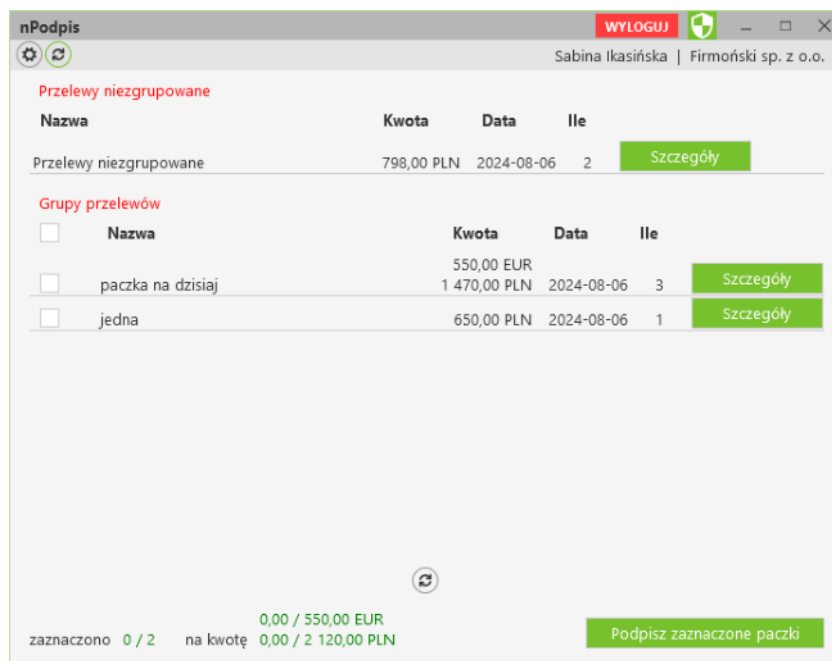 nPodpis WYLOGUJ
Sabina Ikasińska | Firmoński sp. z o.o.
Przelewy niezgrupowane
Nazwa Kwota Data Ile
Przelewy niezgrupowane 798,00 PLN 2024-08-06 2 Szczegóły
Grupy przelewów
Nazwa Kwota Data Ile
550,00 EUR
paczka na dzisiaj 1 470,00 PLN 2024-08-06 3 Szczegóły
jedna 650,00 PLN 2024-08-06 1 Szczegóły
0,00 / 550,00 EUR
zaznaczono 0 / 2 na kwotę 0,00 / 2 120,00 PLN Podpisz zaznaczone paczki